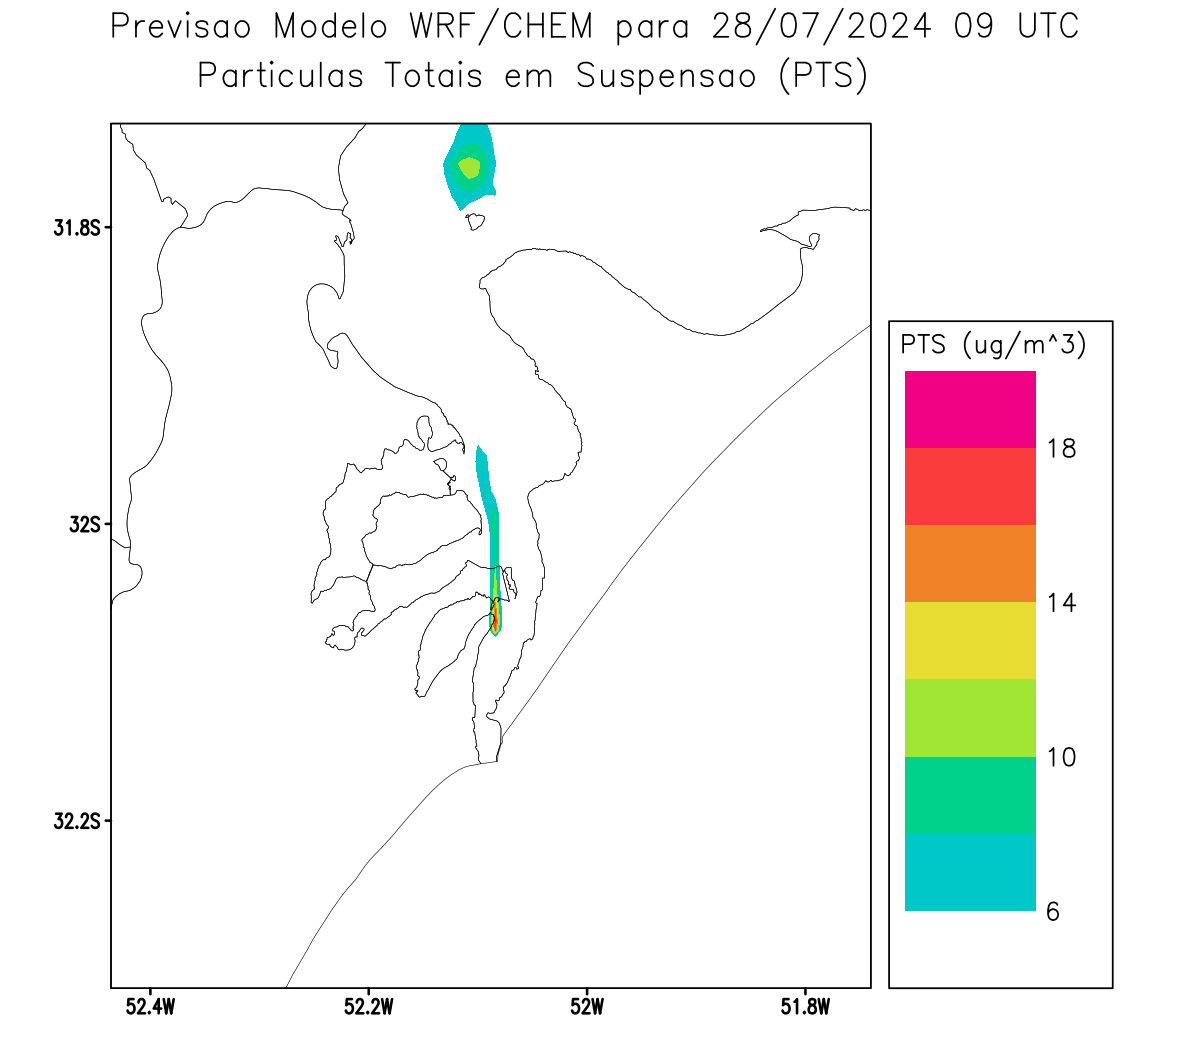 Previsao Modelo WRF/CHEM para 28/07/2024 09 UTC
Particulas Totais em Suspensao (PTS)
31.8S
32S
32.2S
52.4W 52.2W 52W 51.8W
PTS (ug/m^3)
18
14
10
6